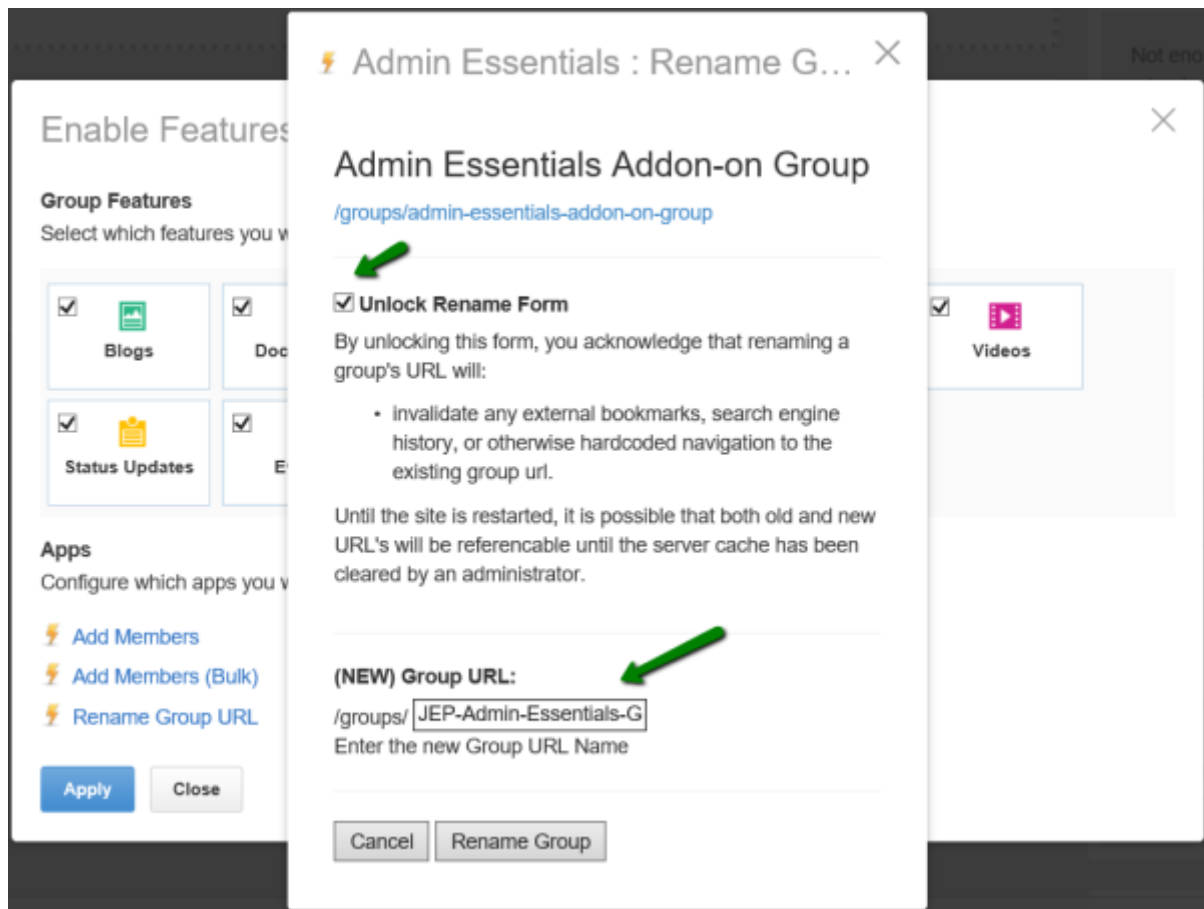 Not eno
Admin Essentials : Rename G...
Enable Features
Group Features
Select which features you w
Blogs
Doc
Videos
Status Updates
E
Apps
Configure which apps you w
Add Members
Add Members (Bulk)
Rename Group URL
Apply
Close
Admin Essentials Addon-on Group
/groups/admin-essentials-addon-on-group
Unlock Rename Form
By unlocking this form, you acknowledge that renaming a
group's URL will:
• invalidate any external bookmarks, search engine
history, or otherwise hardcoded navigation to the
existing group url.
Until the site is restarted, it is possible that both old and new
URL's will be referencable until the server cache has been
cleared by an administrator.
(NEW) Group URL:
/groups/ JEP-Admin-Essentials-G
Enter the new Group URL Name
Cancel
Rename Group